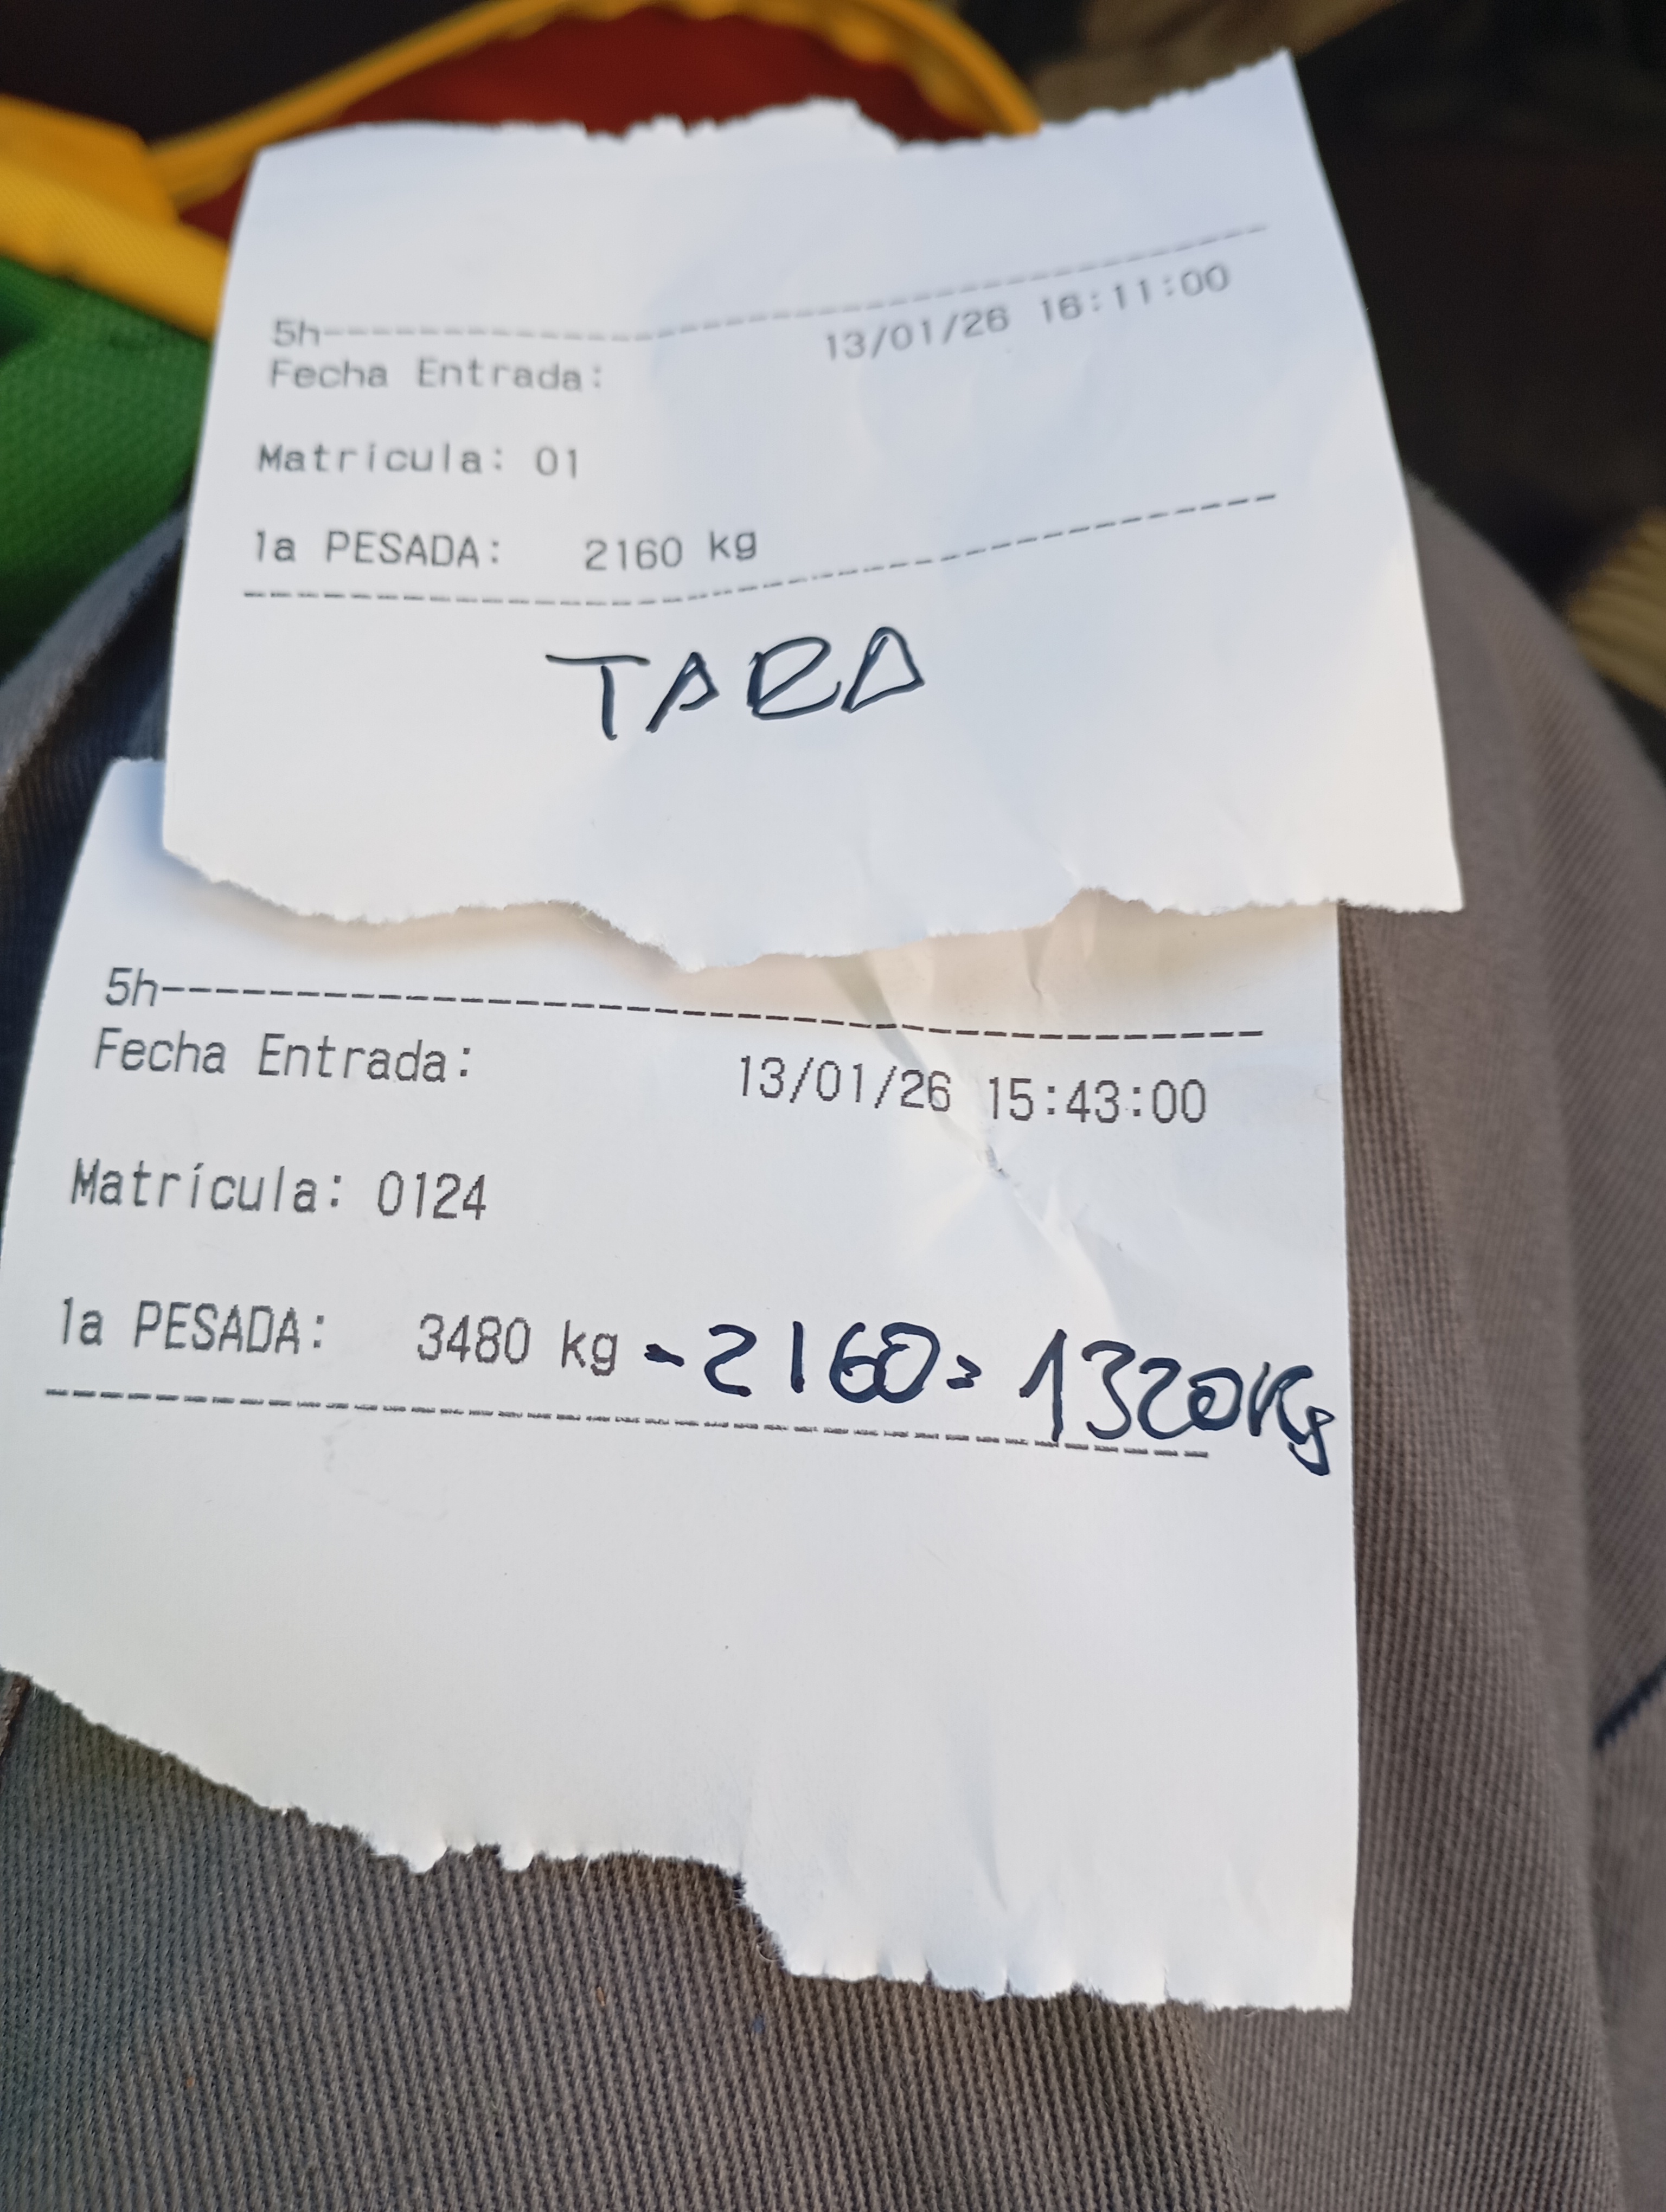 5h--------------------------------
Fecha Entrada: 13/01/26 16:11:00
Matrícula: 01
1a PESADA: 2160 kg
TARA
5h--------------------------------
Fecha Entrada: 13/01/26 15:43:00
Matrícula: 0124
1a PESADA: 3480 kg - 2160 = 1320Kg